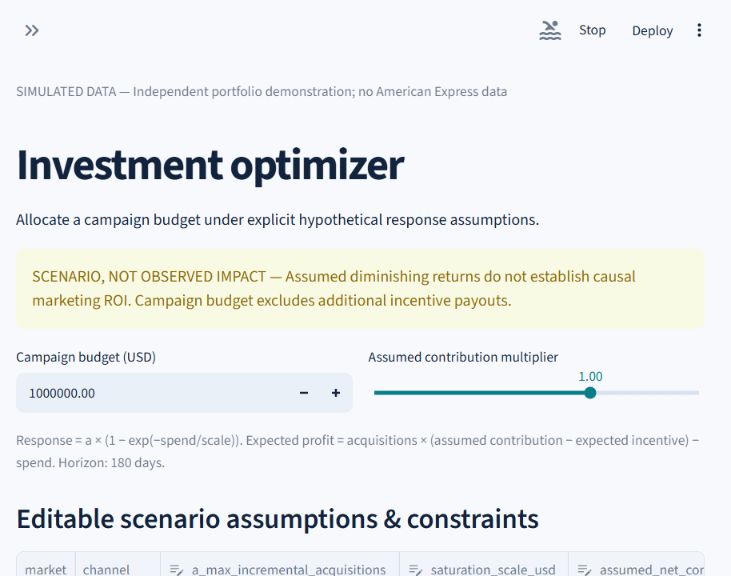 Stop Deploy
SIMULATED DATA — Independent portfolio demonstration; no American Express data
Investment optimizer
Allocate a campaign budget under explicit hypothetical response assumptions.
SCENARIO, NOT OBSERVED IMPACT — Assumed diminishing returns do not establish causal
marketing ROI. Campaign budget excludes additional incentive payouts.
Campaign budget (USD) Assumed contribution multiplier
1.00
1000000.00 − +
Response = a × (1 − exp(−spend/scale)). Expected profit = acquisitions × (assumed contribution − expected incentive) −
spend. Horizon: 180 days.
Editable scenario assumptions & constraints
market channel a_max_incremental_acquisitions saturation_scale_usd assumed_net_cor